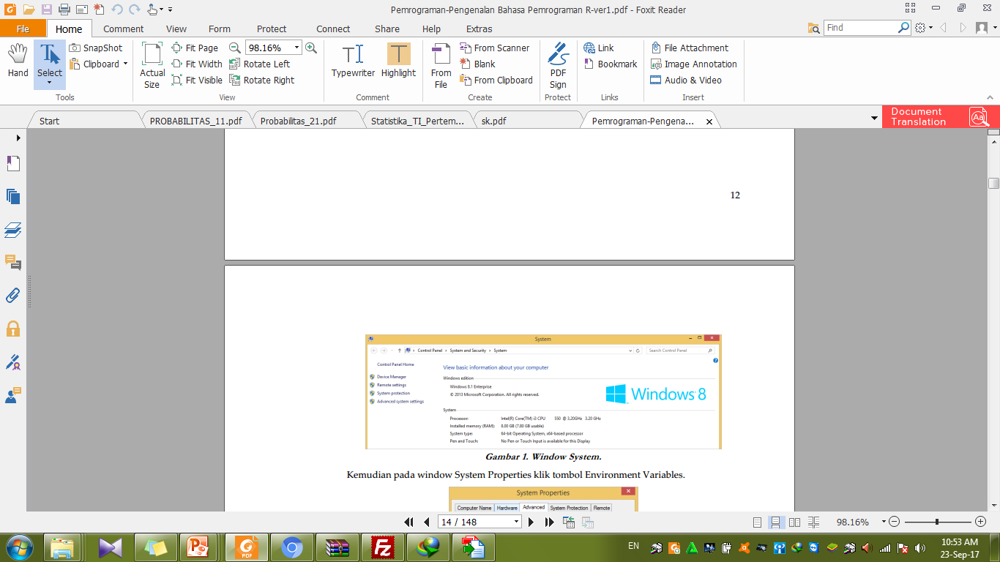 Pemrograman-Pengenalan Bahasa Pemrograman R-ver1.pdf - Foxit Reader
File Home Comment View Form Protect Connect Share Help Extras Find
Hand
Select
SnapShot
Clipboard
Tools
Actual Size
Fit Page
Fit Width
Fit Visible
98.16%
Rotate Left
Rotate Right
View
Typewriter
Highlight
Comment
From File
From Scanner
Blank
From Clipboard
Create
PDF Sign
Protect
Link
Bookmark
Links
File Attachment
Image Annotation
Audio & Video
Insert
Start PROBABILITAS_11.pdf Probabilitas_21.pdf Statistika_TI_Pertem... sk.pdf Pemrograman-Pengena...
Document
Translation
12
System
Control Panel System and Security System Search Control Panel
Control Panel Home
Device Manager
Remote settings
System protection
Advanced system settings
View basic information about your computer
Windows edition
Windows 8.1 Enterprise
© 2013 Microsoft Corporation. All rights reserved.
Windows 8
System
Processor: Intel(R) Core(TM) i3 CPU 550 @ 3.20GHz 3.20 GHz
Installed memory (RAM): 8.00 GB (7.80 GB usable)
System type: 64-bit Operating System, x64-based processor
Pen and Touch: No Pen or Touch Input is available for this Display
Gambar 1. Window System.
Kemudian pada window System Properties klik tombol Environment Variables.
System Properties
Computer Name Hardware Advanced System Protection Remote
14 / 148
98.16%
EN
10:53 AM
23-Sep-17